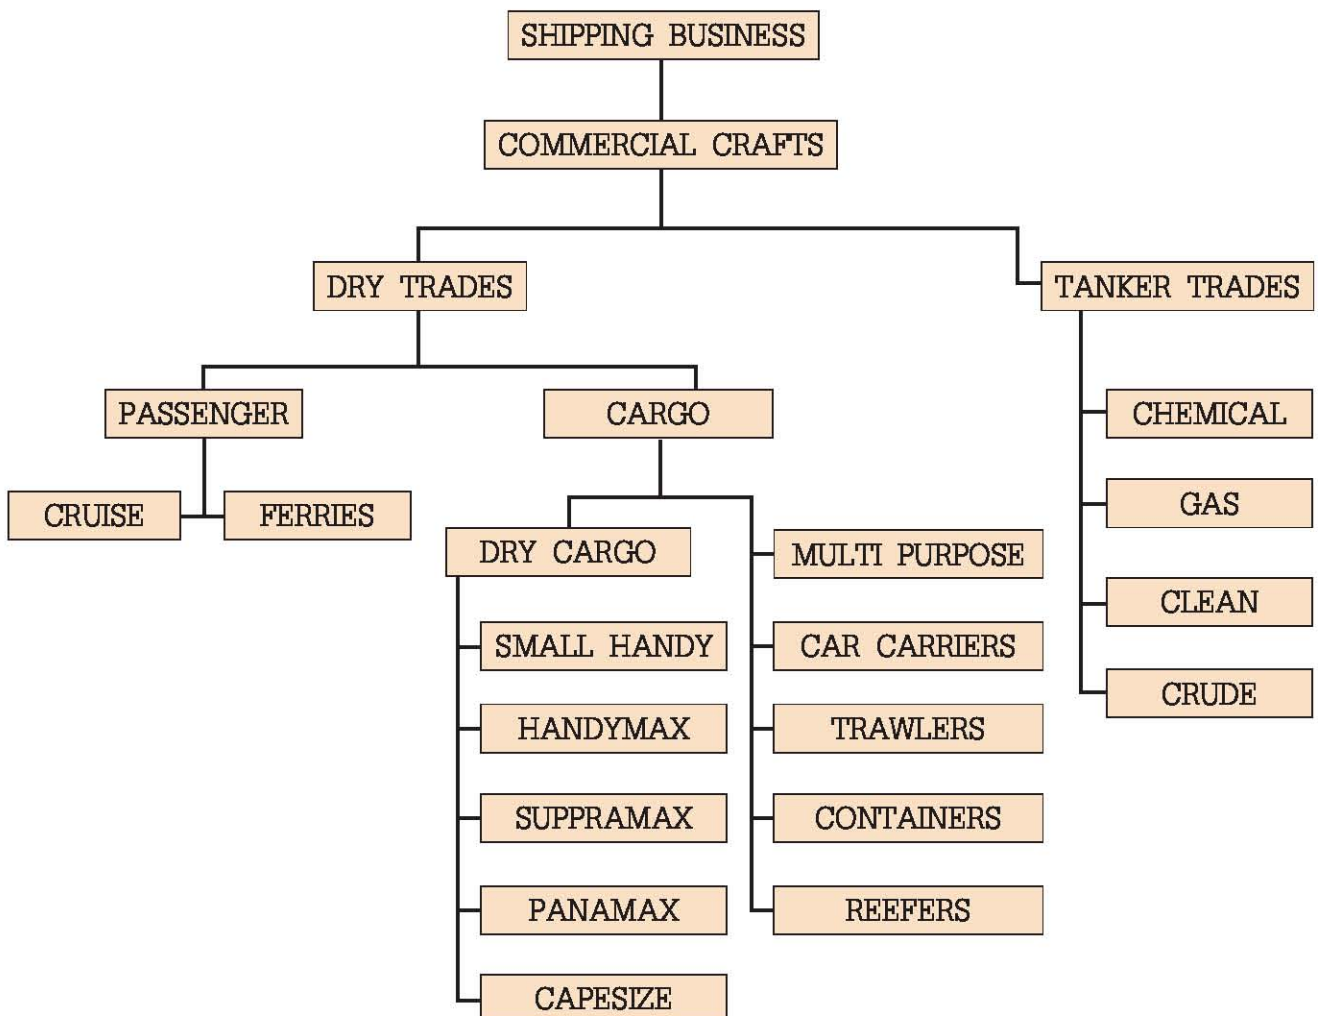 SHIPPING BUSINESS
COMMERCIAL CRAFTS
DRY TRADES
TANKER TRADES
PASSENGER
CARGO
CHEMICAL
CRUISE
FERRIES
GAS
DRY CARGO
MULTI PURPOSE
CLEAN
SMALL HANDY
CAR CARRIERS
CRUDE
HANDYMAX
TRAWLERS
SUPPRAMAX
CONTAINERS
PANAMAX
REEFERS
CAPESIZE